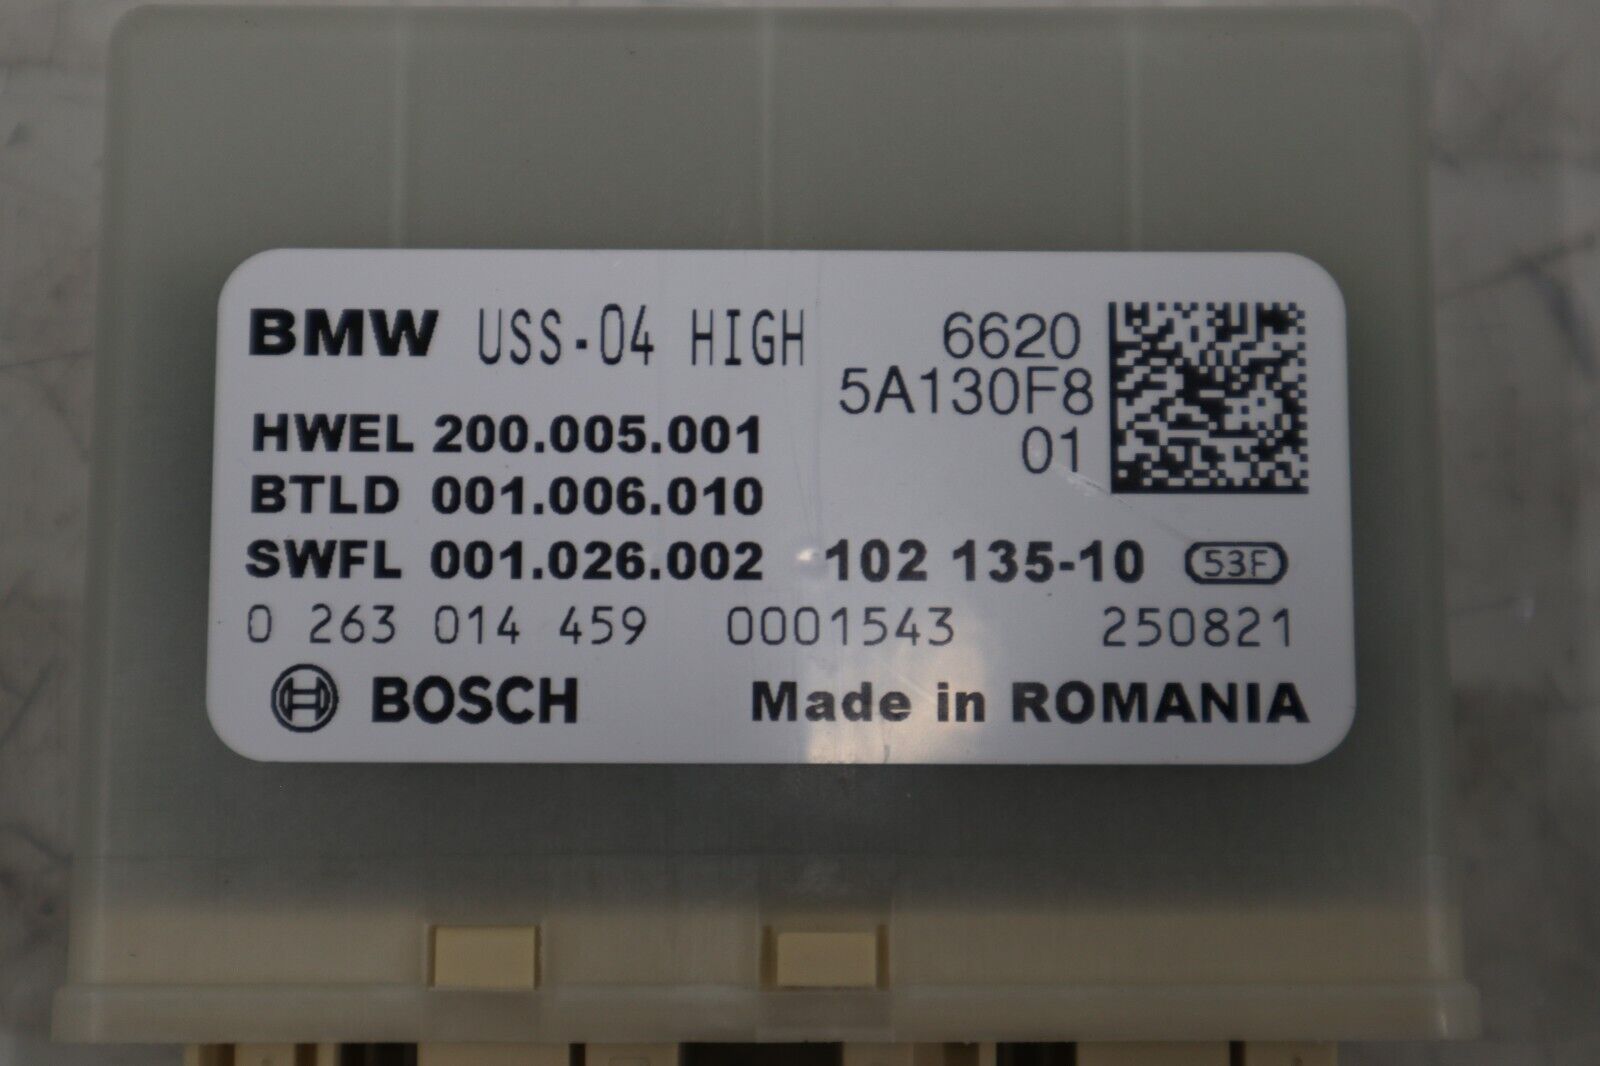 BMW USS-04 HIGH 6620
5A130F8
HWEL 200.005.001 01
BTLD 001.006.010
SWFL 001.026.002 102 135-10 53F
0 263 014 459 0001543 250821
BOSCH Made in ROMANIA